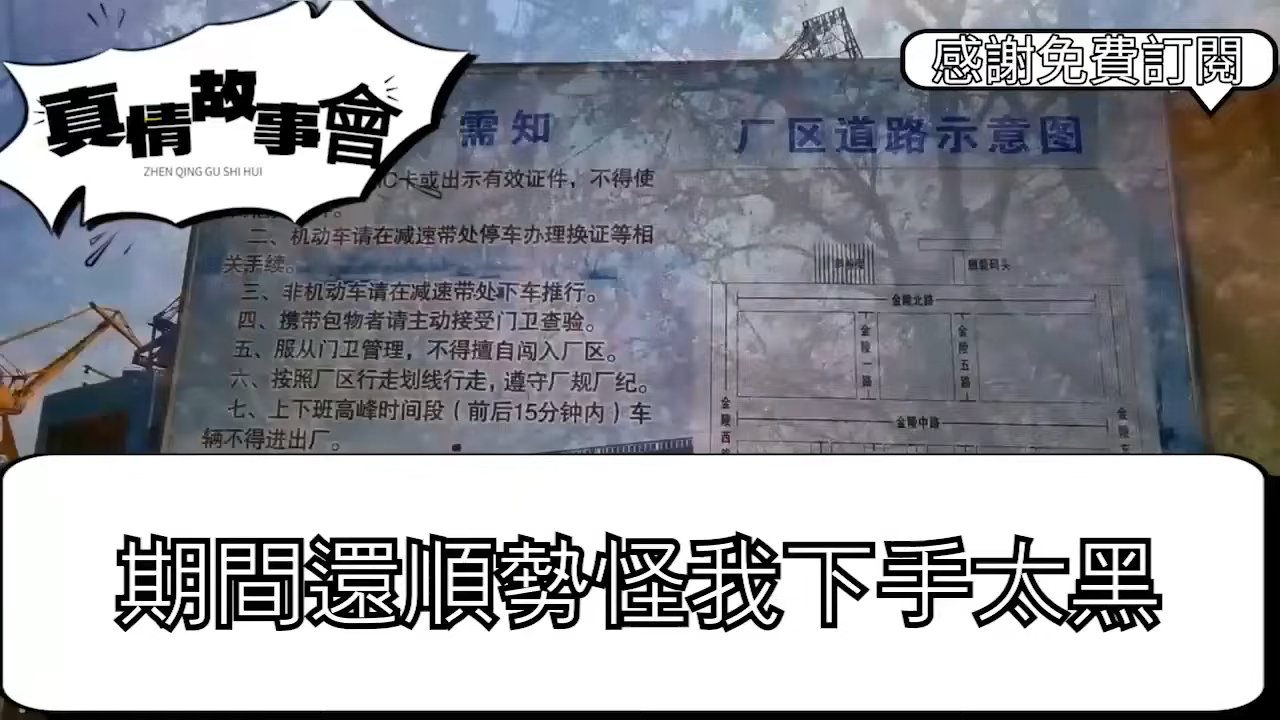 真情故事會
ZHEN QING GU SHI HUI
感謝免費訂閱
需知
厂区道路示意图
IC卡或出示有效证件，不得使
二、机动车请在减速带处停车办理换证等相
关手续。
三、非机动车请在减速带处下车推行。
四、携带包物者请主动接受门卫查验。
五、服从门卫管理，不得擅自闯入厂区。
六、按照厂区行走划线行走，遵守厂规厂纪。
七、上下班高峰时间段（前后15分钟内）车
辆不得进出厂。
码头
金陵北路
金陵一路
金陵五路
金陵中路
金陵西
金陵
期間還順勢怪我下手太黑